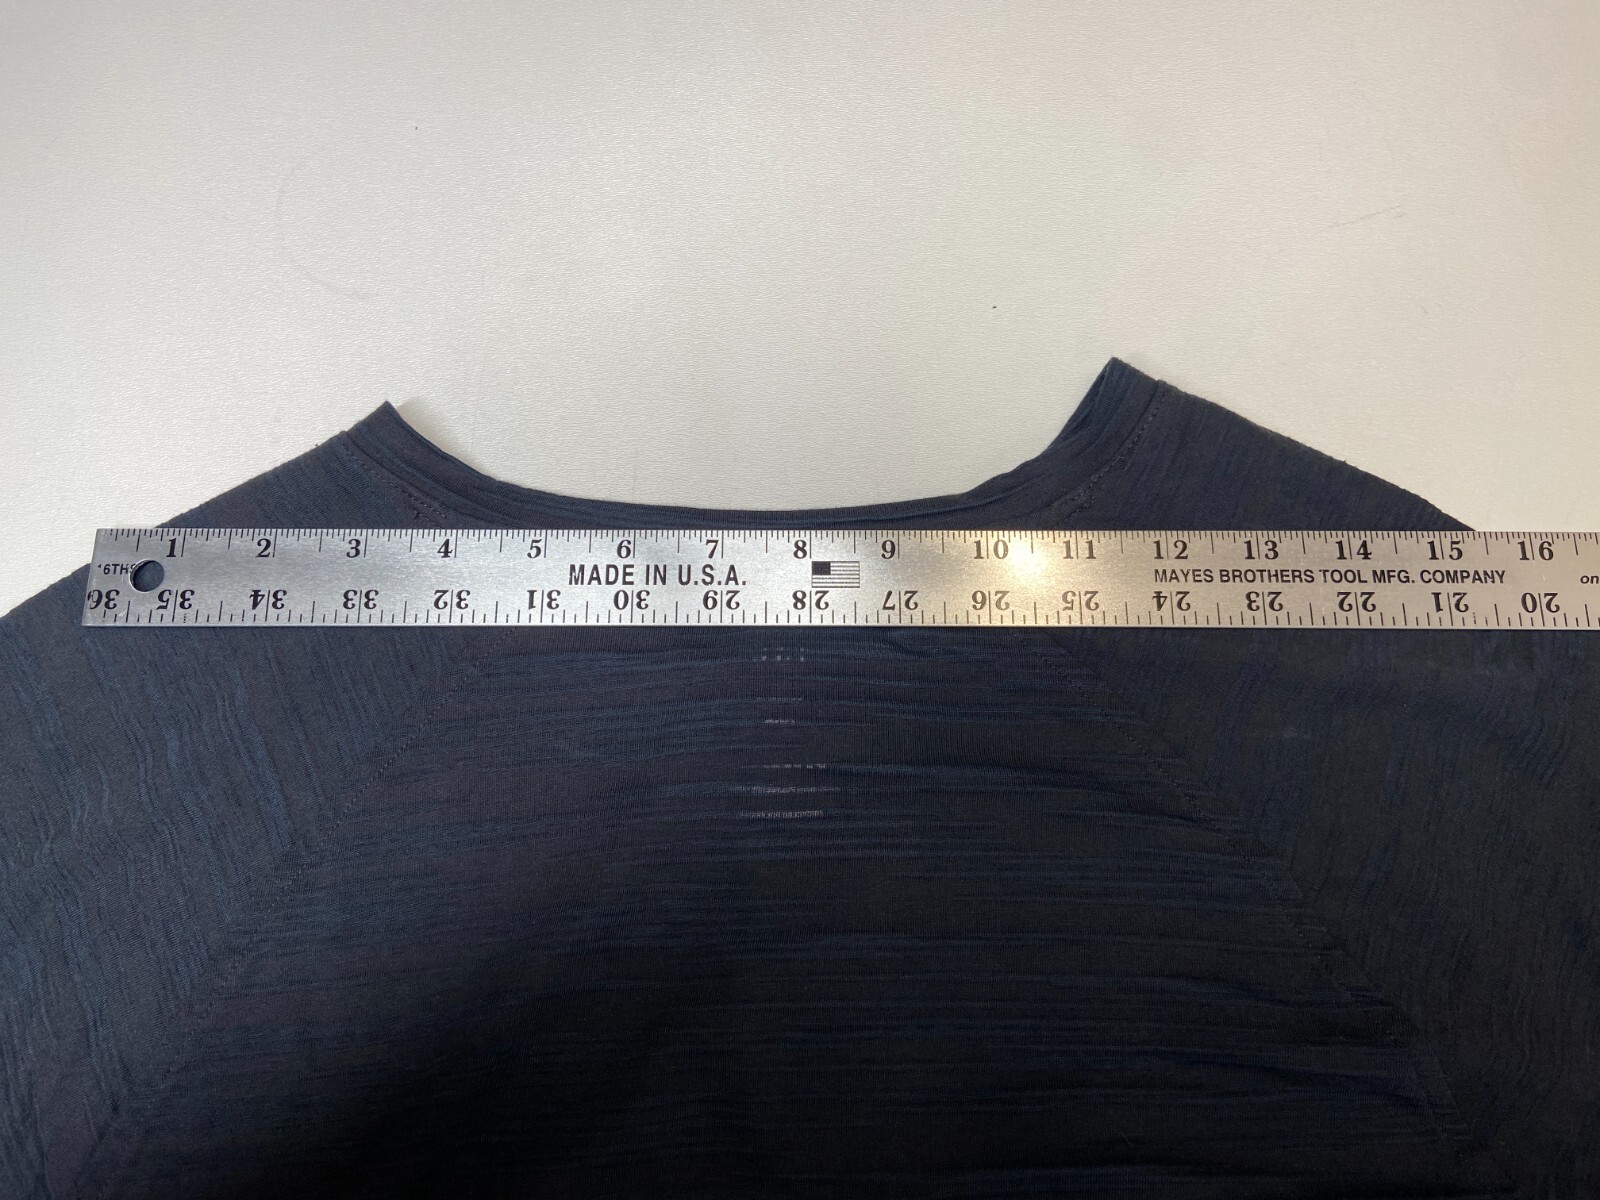 1 2 3 4 5 6 7 8 9 10 11 12 13 14 15 16
16THS MADE IN U.S.A. MAYES BROTHERS TOOL MFG. COMPANY
36 35 34 33 32 31 30 29 28 27 26 25 24 23 22 21 20